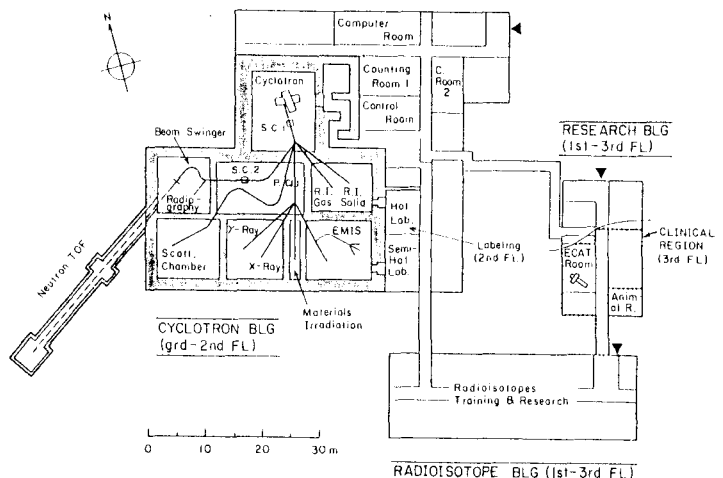 N
Computer
Room
Cyclotron
Counting
Room 1
C.
Room
2
Control
Room
S.C.1
Beam Swinger
RESEARCH BLG
(1st-3rd FL)
S.C.2
Radio-
graphy
R.I.
Gas
R.I.
Solid
Hot
Lab.
Labeling
(2nd FL.)
CLINICAL
REGION
(3rd FL)
ECAT
Room
Neutron TOF
Scatt.
Chamber
γ-Ray
X-Ray
EMIS
Semi-
Hot
Lab.
Anim
al R.
Materials
Irradiation
CYCLOTRON BLG
(grd-2nd FL)
Radioisotopes
Training & Research
0 10 20 30 m
RADIOISOTOPE BLG (1st-3rd FL)